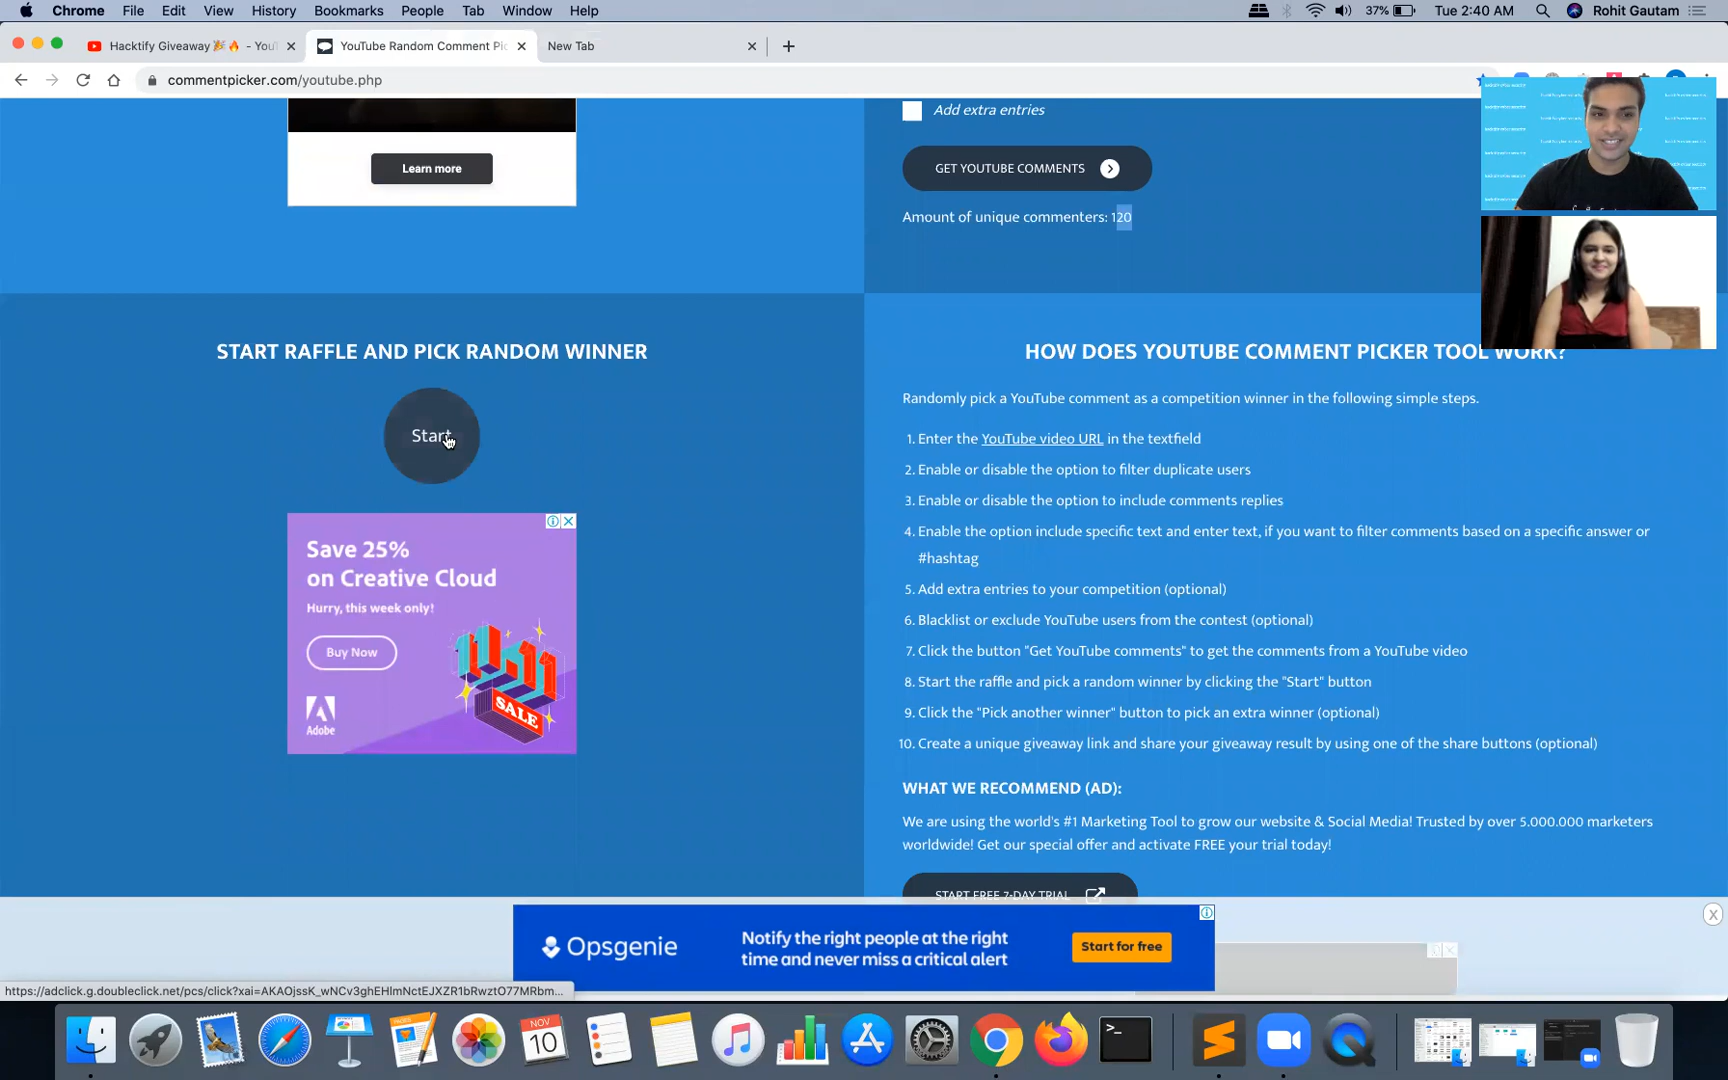 Chrome File Edit View History Bookmarks People Tab Window Help
37% Tue 2:40 AM Rohit Gautam
Hacktify Giveaway🎉🔥 - You
YouTube Random Comment Pic
New Tab
commentpicker.com/youtube.php
Add extra entries
Learn more
GET YOUTUBE COMMENTS
Amount of unique commenters: 120
START RAFFLE AND PICK RANDOM WINNER
Start
Save 25%
on Creative Cloud
Hurry, this week only!
Buy Now
11.11
SALE
Adobe
HOW DOES YOUTUBE COMMENT PICKER TOOL WORK?
Randomly pick a YouTube comment as a competition winner in the following simple steps.
1. Enter the YouTube video URL in the textfield
2. Enable or disable the option to filter duplicate users
3. Enable or disable the option to include comments replies
4. Enable the option include specific text and enter text, if you want to filter comments based on a specific answer or
#hashtag
5. Add extra entries to your competition (optional)
6. Blacklist or exclude YouTube users from the contest (optional)
7. Click the button "Get YouTube comments" to get the comments from a YouTube video
8. Start the raffle and pick a random winner by clicking the "Start" button
9. Click the "Pick another winner" button to pick an extra winner (optional)
10. Create a unique giveaway link and share your giveaway result by using one of the share buttons (optional)
WHAT WE RECOMMEND (AD):
We are using the world's #1 Marketing Tool to grow our website & Social Media! Trusted by over 5.000.000 marketers
worldwide! Get our special offer and activate FREE your trial today!
START FREE 7-DAY TRIAL
Opsgenie
Notify the right people at the right
time and never miss a critical alert
Start for free
X
https://adclick.g.doubleclick.net/pcs/click?xai=AKAOjssK_wNCv3ghEHlmNctEJXZR1bRwztO77MRbm...
NOV
10